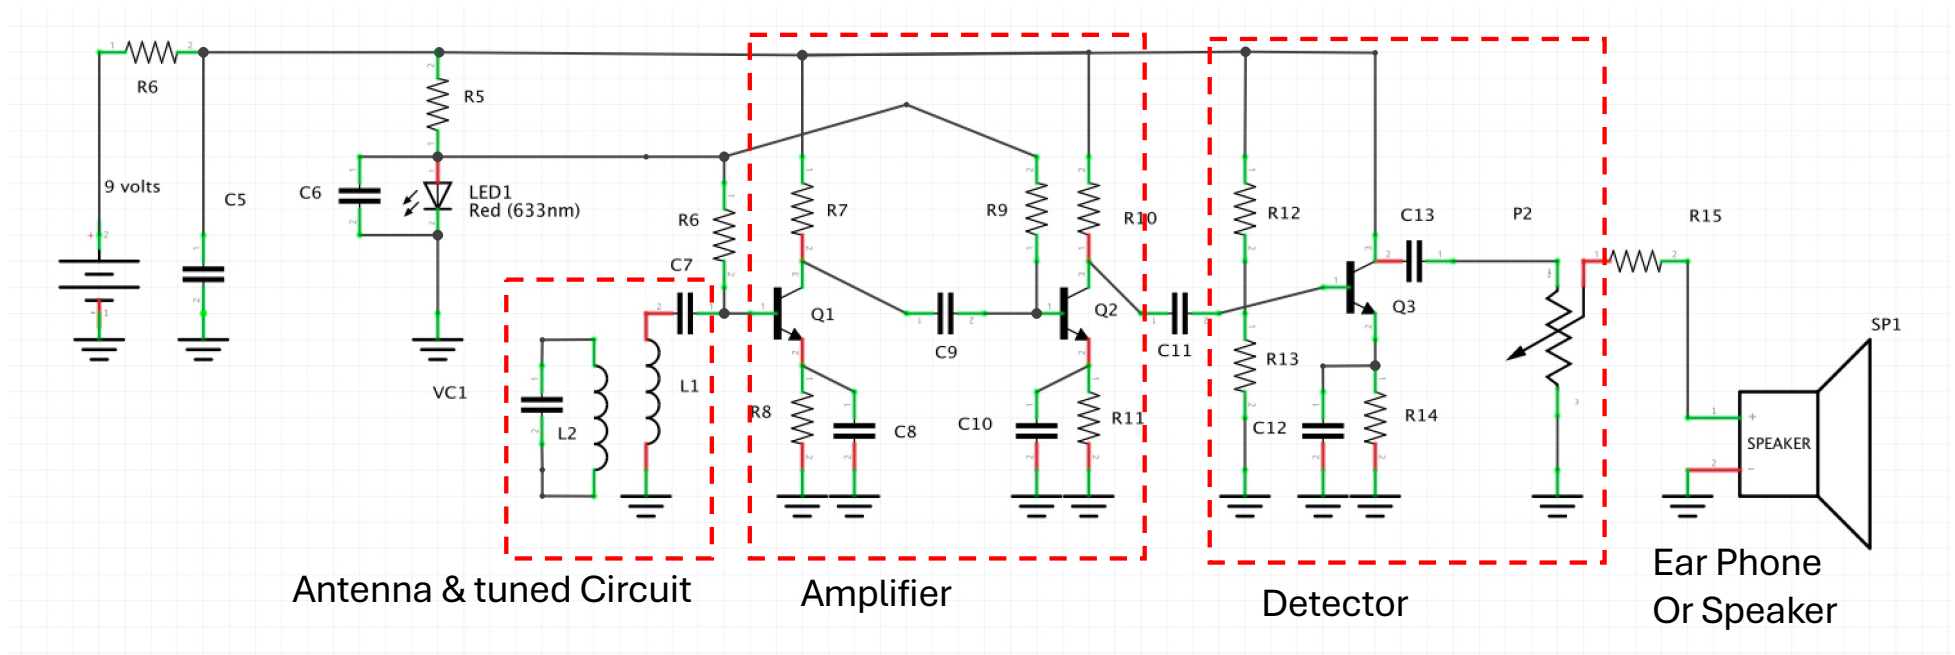 R6
R5
9 volts
C5
C6
LED1
Red (633nm)
R6
C7
R7
R9
R10
R12
C13
P2
R15
Q1
C9
Q2
C11
Q3
SP1
VC1
L2
L1
R8
C8
C10
R11
R13
C12
R14
SPEAKER
+
-
Antenna & tuned Circuit
Amplifier
Detector
Ear Phone
Or Speaker